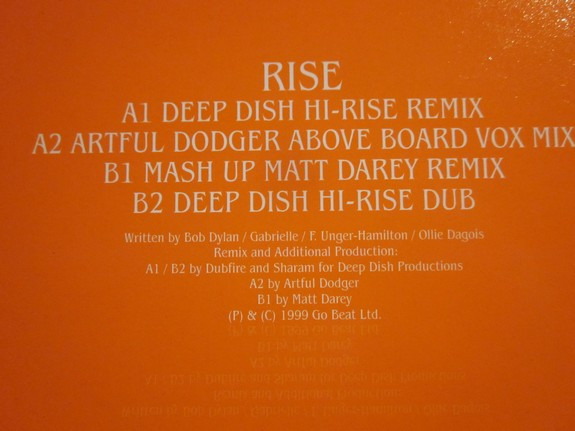 RISE
A1 DEEP DISH HI-RISE REMIX
A2 ARTFUL DODGER ABOVE BOARD VOX MIX
B1 MASH UP MATT DAREY REMIX
B2 DEEP DISH HI-RISE DUB
Written by Bob Dylan / Gabrielle / F. Unger-Hamilton / Ollie Dagois
Remix and Additional Production:
A1 / B2 by Dubfire and Sharam for Deep Dish Productions
A2 by Artful Dodger
B1 by Matt Darey
(P) & (C) 1999 Go Beat Ltd.